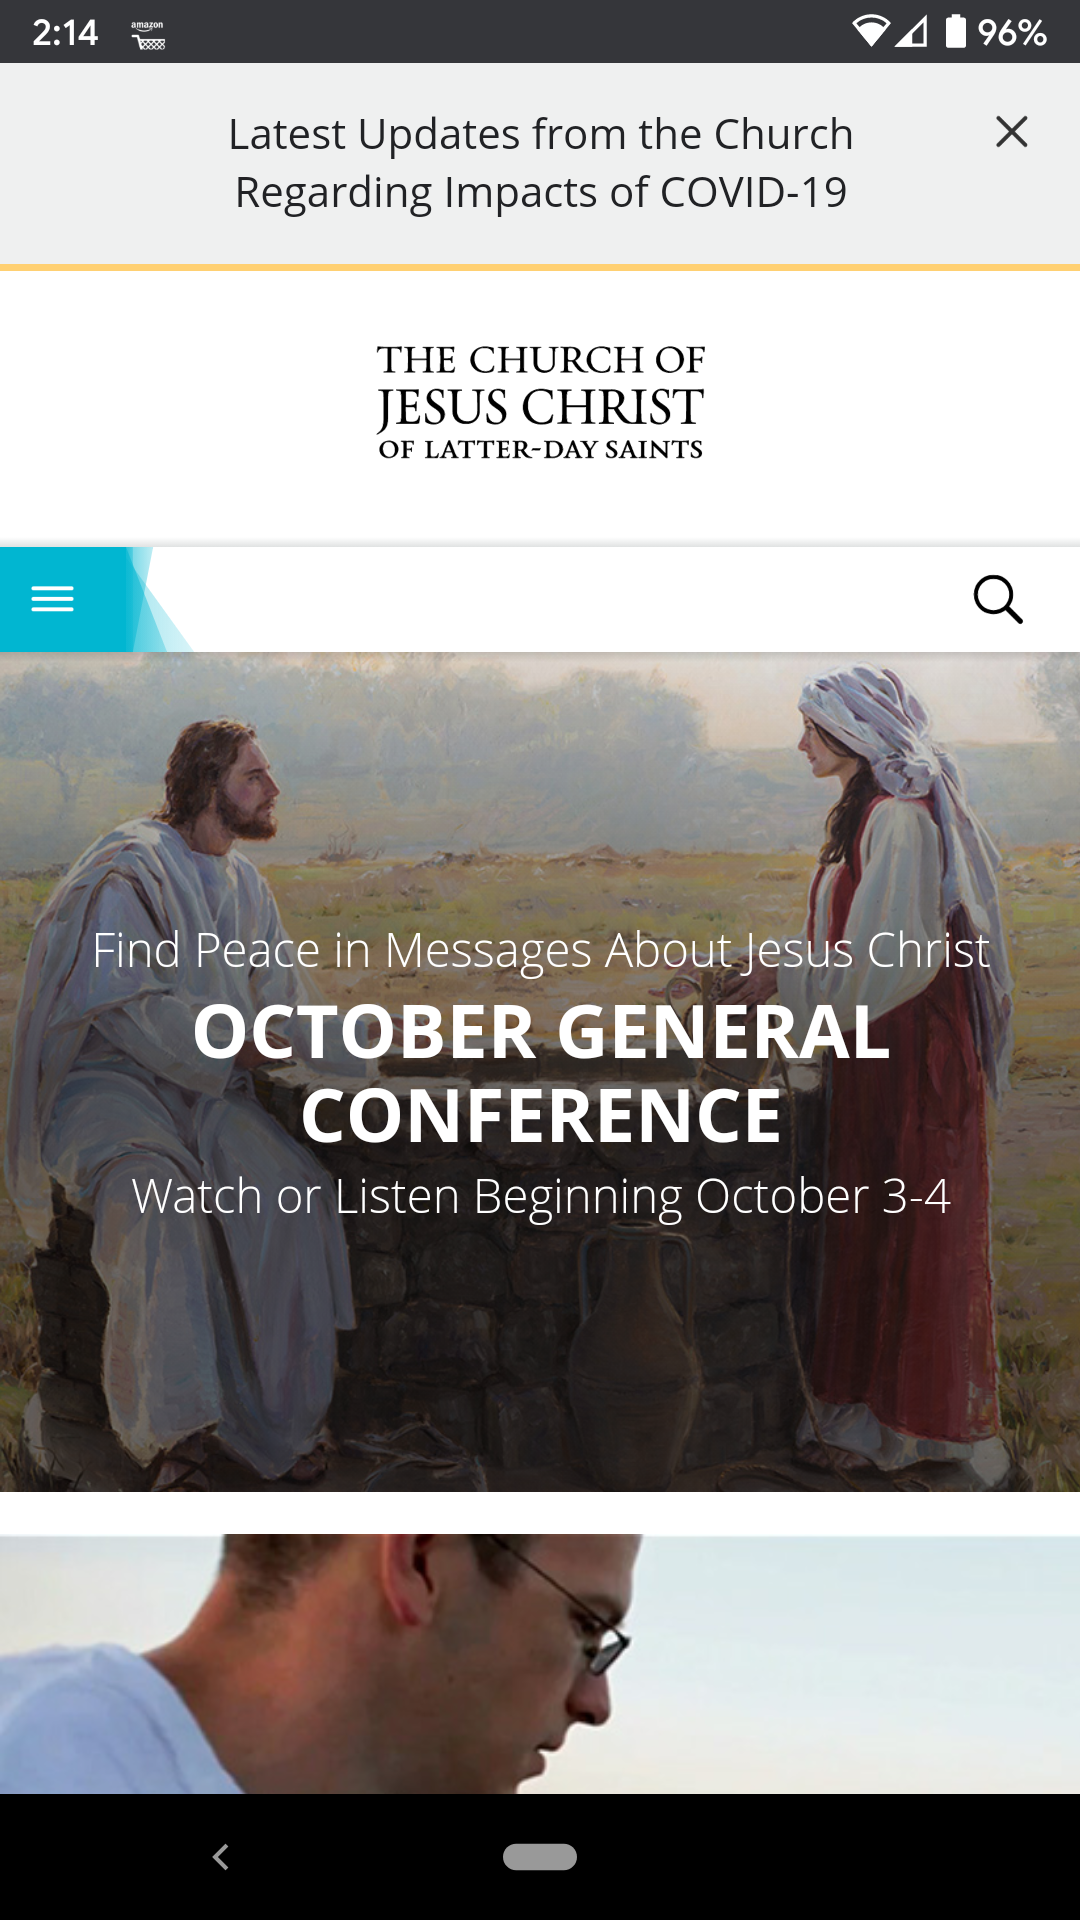 2:14
amazon
96%
Latest Updates from the Church
Regarding Impacts of COVID-19
THE CHURCH OF
JESUS CHRIST
OF LATTER-DAY SAINTS
Find Peace in Messages About Jesus Christ
OCTOBER GENERAL
CONFERENCE
Watch or Listen Beginning October 3-4